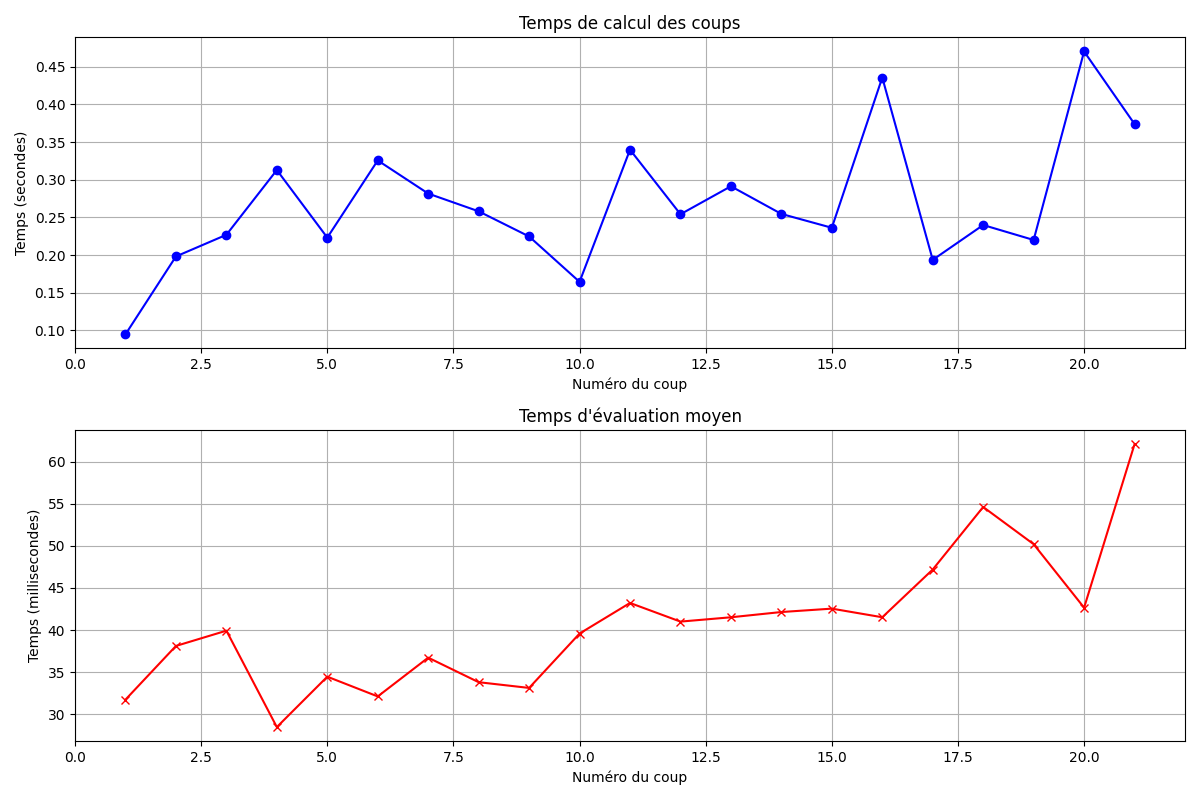 Temps de calcul des coups
Temps (secondes)
0.45
0.40
0.35
0.30
0.25
0.20
0.15
0.10
0.0 2.5 5.0 7.5 10.0 12.5 15.0 17.5 20.0
Numéro du coup
Temps d'évaluation moyen
Temps (millisecondes)
60
55
50
45
40
35
30
0.0 2.5 5.0 7.5 10.0 12.5 15.0 17.5 20.0
Numéro du coup